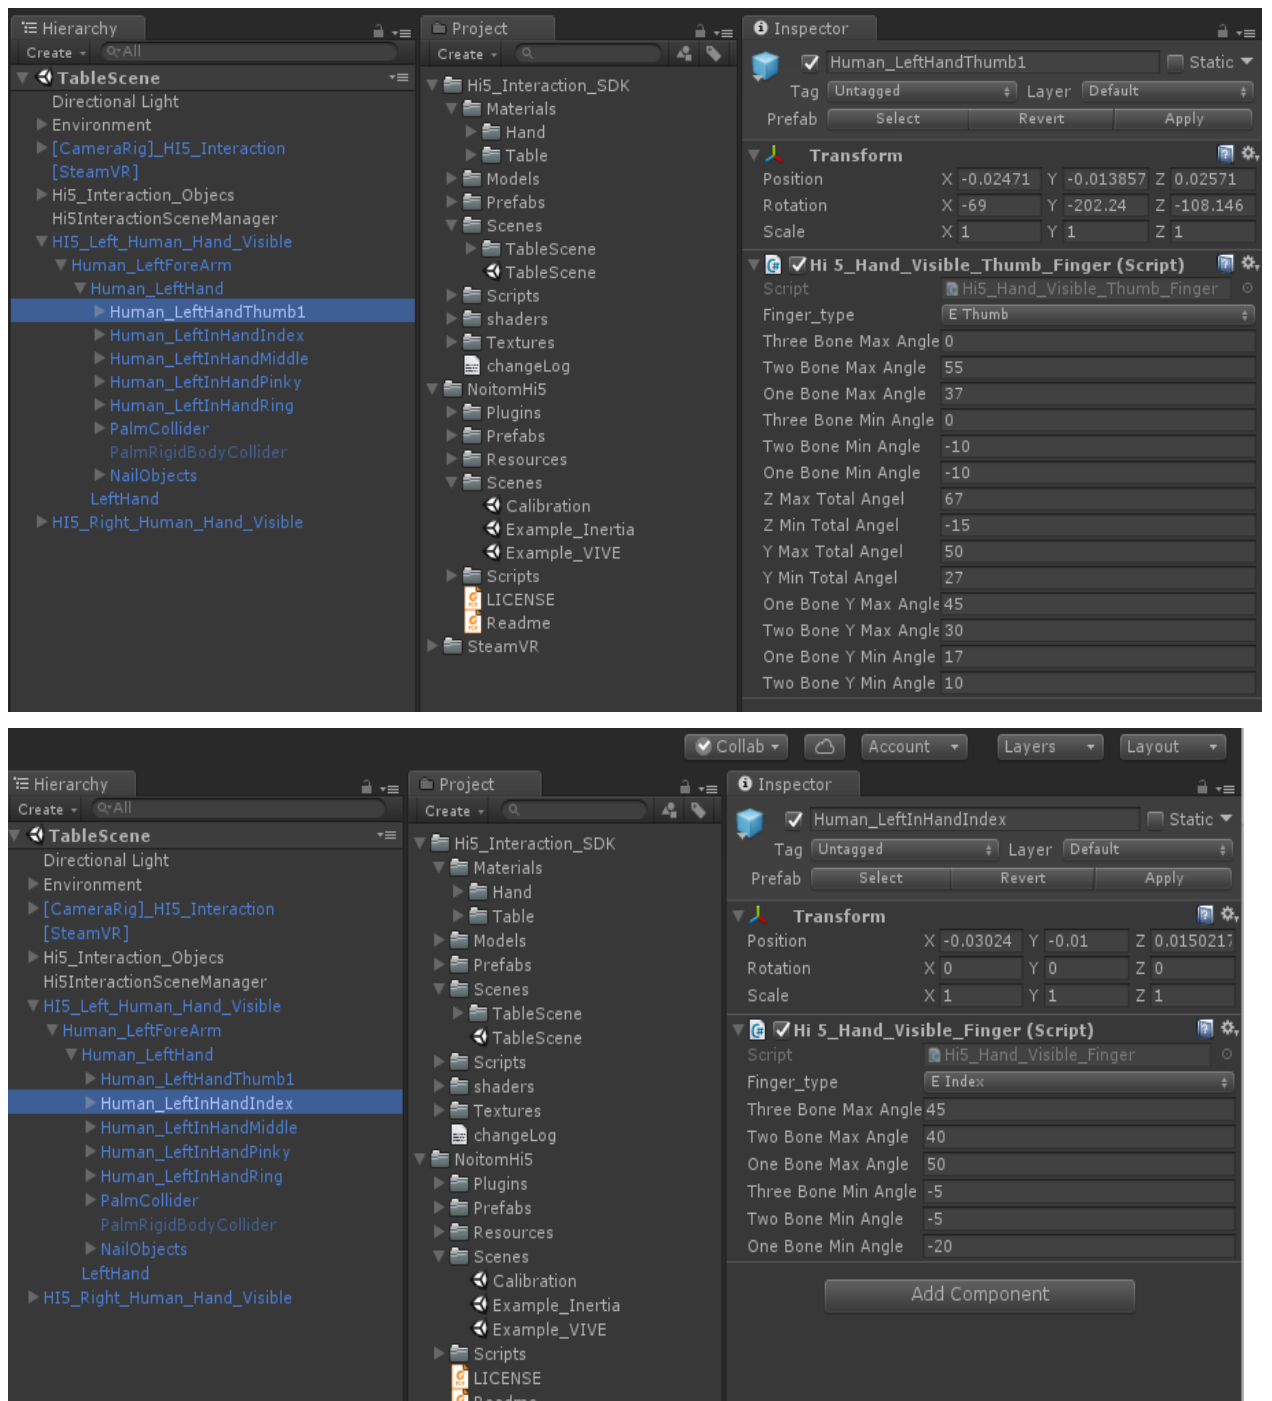 Hierarchy
Create All
TableScene
Directional Light
Environment
[CameraRig]_HI5_Interaction
[SteamVR]
Hi5_Interaction_Objecs
Hi5InteractionSceneManager
HI5_Left_Human_Hand_Visible
Human_LeftForeArm
Human_LeftHand
Human_LeftHandThumb1
Human_LeftInHandIndex
Human_LeftInHandMiddle
Human_LeftInHandPinky
Human_LeftInHandRing
PalmCollider
PalmRigidBodyCollider
NailObjects
LeftHand
HI5_Right_Human_Hand_Visible
Project
Create
Hi5_Interaction_SDK
Materials
Hand
Table
Models
Prefabs
Scenes
TableScene
TableScene
Scripts
shaders
Textures
changeLog
NoitomHi5
Plugins
Prefabs
Resources
Scenes
Calibration
Example_Inertia
Example_VIVE
Scripts
LICENSE
Readme
SteamVR
Inspector
Human_LeftHandThumb1 Static
Tag Untagged Layer Default
Prefab Select Revert Apply
Transform
Position X -0.02471 Y -0.013857 Z 0.02571
Rotation X -69 Y -202.24 Z -108.146
Scale X 1 Y 1 Z 1
Hi 5_Hand_Visible_Thumb_Finger (Script)
Script Hi5_Hand_Visible_Thumb_Finger
Finger_type E Thumb
Three Bone Max Angle 0
Two Bone Max Angle 55
One Bone Max Angle 37
Three Bone Min Angle 0
Two Bone Min Angle -10
One Bone Min Angle -10
Z Max Total Angel 67
Z Min Total Angel -15
Y Max Total Angel 50
Y Min Total Angel 27
One Bone Y Max Angle 45
Two Bone Y Max Angle 30
One Bone Y Min Angle 17
Two Bone Y Min Angle 10
Collab Account Layers Layout
Hierarchy
Create All
TableScene
Directional Light
Environment
[CameraRig]_HI5_Interaction
[SteamVR]
Hi5_Interaction_Objecs
Hi5InteractionSceneManager
HI5_Left_Human_Hand_Visible
Human_LeftForeArm
Human_LeftHand
Human_LeftHandThumb1
Human_LeftInHandIndex
Human_LeftInHandMiddle
Human_LeftInHandPinky
Human_LeftInHandRing
PalmCollider
PalmRigidBodyCollider
NailObjects
LeftHand
HI5_Right_Human_Hand_Visible
Project
Create
Hi5_Interaction_SDK
Materials
Hand
Table
Models
Prefabs
Scenes
TableScene
TableScene
Scripts
shaders
Textures
changeLog
NoitomHi5
Plugins
Prefabs
Resources
Scenes
Calibration
Example_Inertia
Example_VIVE
Scripts
LICENSE
Readme
Inspector
Human_LeftInHandIndex Static
Tag Untagged Layer Default
Prefab Select Revert Apply
Transform
Position X -0.03024 Y -0.01 Z 0.0150217
Rotation X 0 Y 0 Z 0
Scale X 1 Y 1 Z 1
Hi 5_Hand_Visible_Finger (Script)
Script Hi5_Hand_Visible_Finger
Finger_type E Index
Three Bone Max Angle 45
Two Bone Max Angle 40
One Bone Max Angle 50
Three Bone Min Angle -5
Two Bone Min Angle -5
One Bone Min Angle -20
Add Component